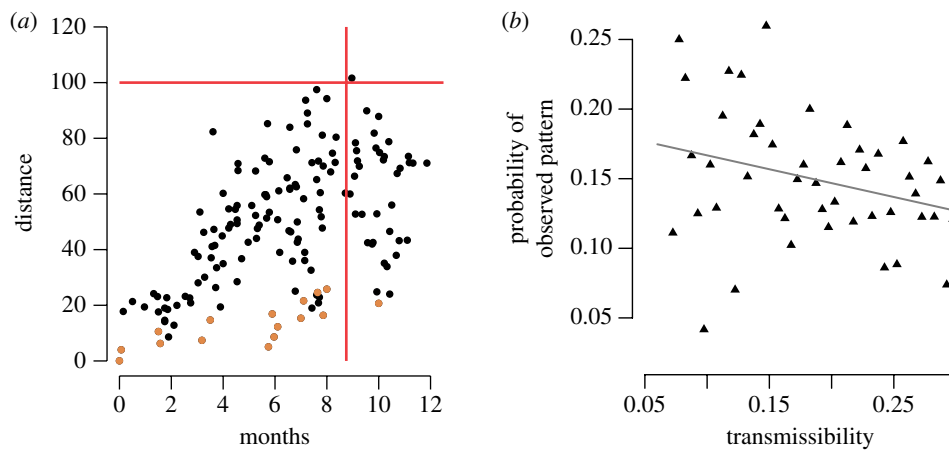 (a)
120
100
80
60
40
20
0
distance
0 2 4 6 8 10 12
months
(b)
0.25
0.20
0.15
0.10
0.05
probability of
observed pattern
0.05 0.15 0.25
transmissibility